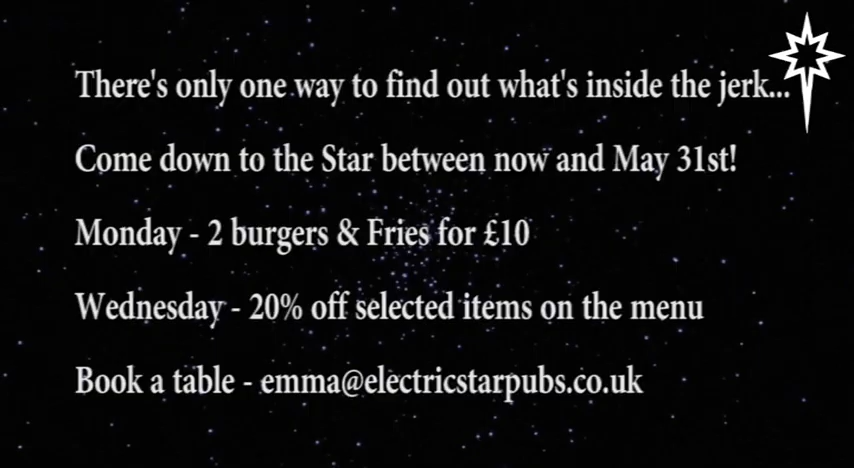 There's only one way to find out what's inside the jerk...
Come down to the Star between now and May 31st!
Monday - 2 burgers & Fries for £10
Wednesday - 20% off selected items on the menu
Book a table - emma@electricstarpubs.co.uk